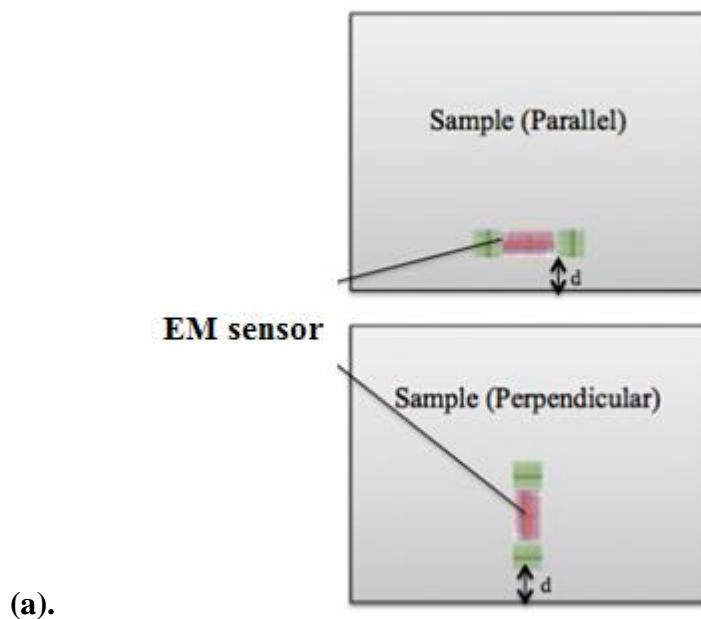 Sample (Parallel)
d
EM sensor
Sample (Perpendicular)
d
(a).